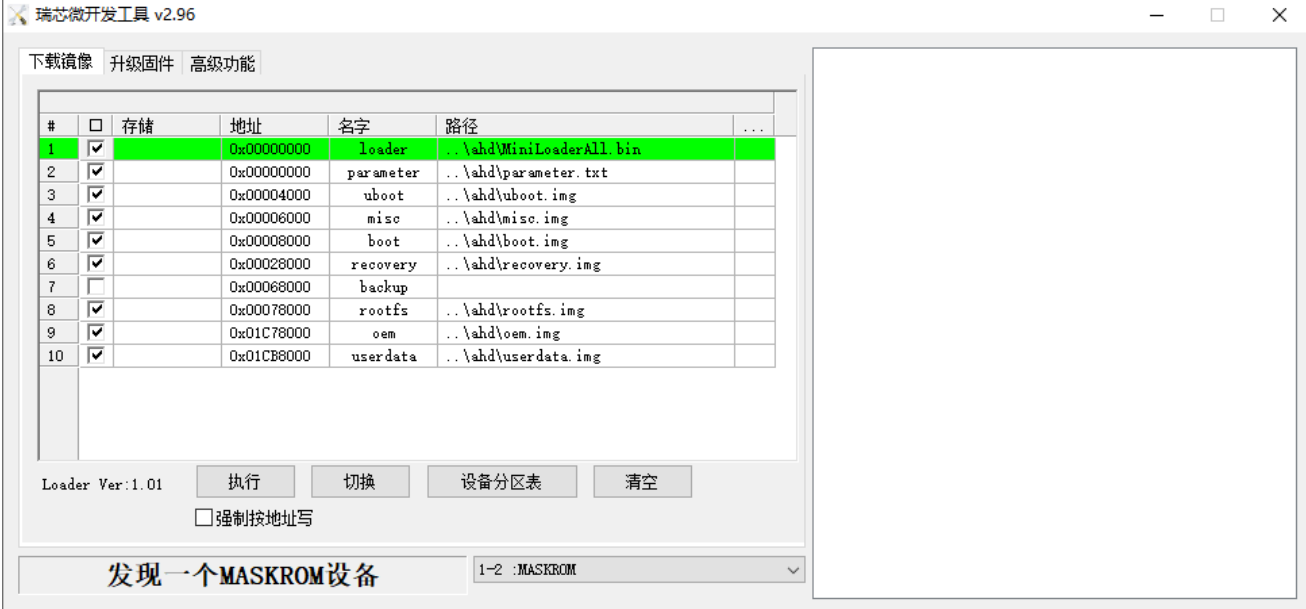 瑞芯微开发工具 v2.96
下载镜像 升级固件 高级功能
# 存储 地址 名字 路径 ...
1 0x00000000 loader ..\ahd\MiniLoaderAll.bin
2 0x00000000 parameter ..\ahd\parameter.txt
3 0x00004000 uboot ..\ahd\uboot.img
4 0x00006000 misc ..\ahd\misc.img
5 0x00008000 boot ..\ahd\boot.img
6 0x00028000 recovery ..\ahd\recovery.img
7 0x00068000 backup
8 0x00078000 rootfs ..\ahd\rootfs.img
9 0x01C78000 oem ..\ahd\oem.img
10 0x01CB8000 userdata ..\ahd\userdata.img
Loader Ver:1.01 执行 切换 设备分区表 清空
强制按地址写
发现一个MASKROM设备 1-2 :MASKROM